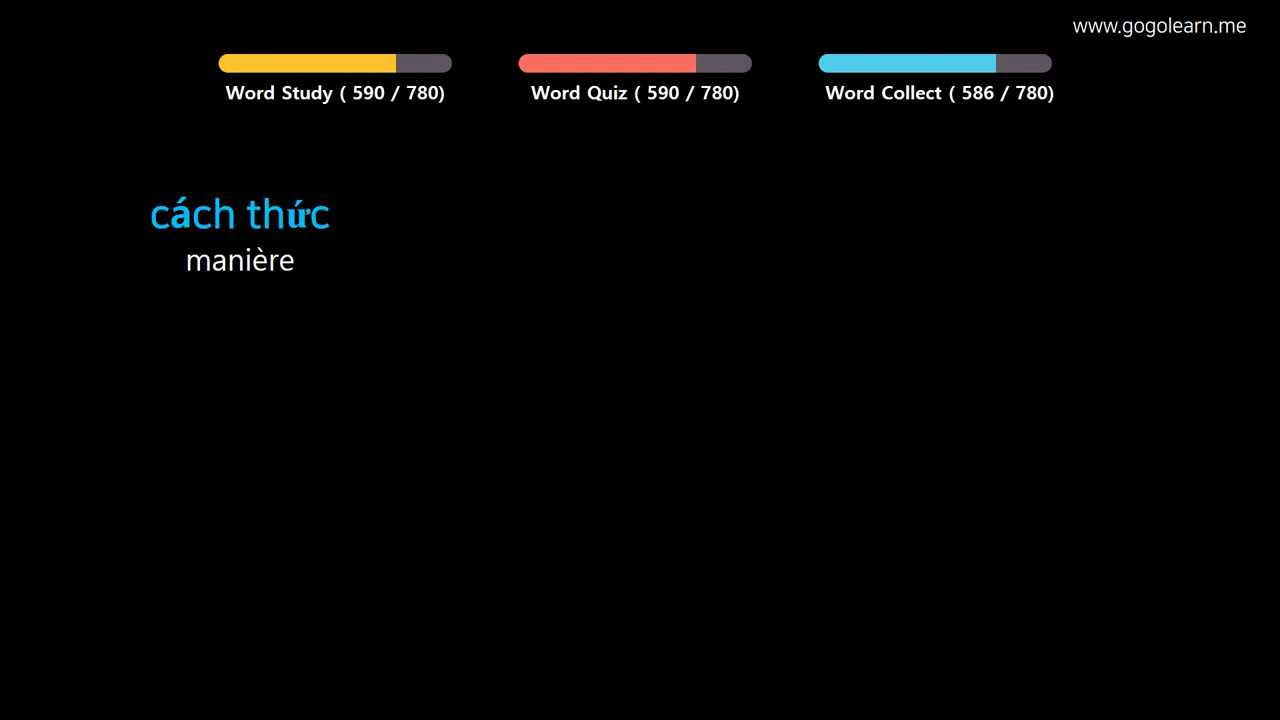 www.gogolearn.me
Word Study ( 590 / 780)
Word Quiz ( 590 / 780)
Word Collect ( 586 / 780)
cách thức
manière